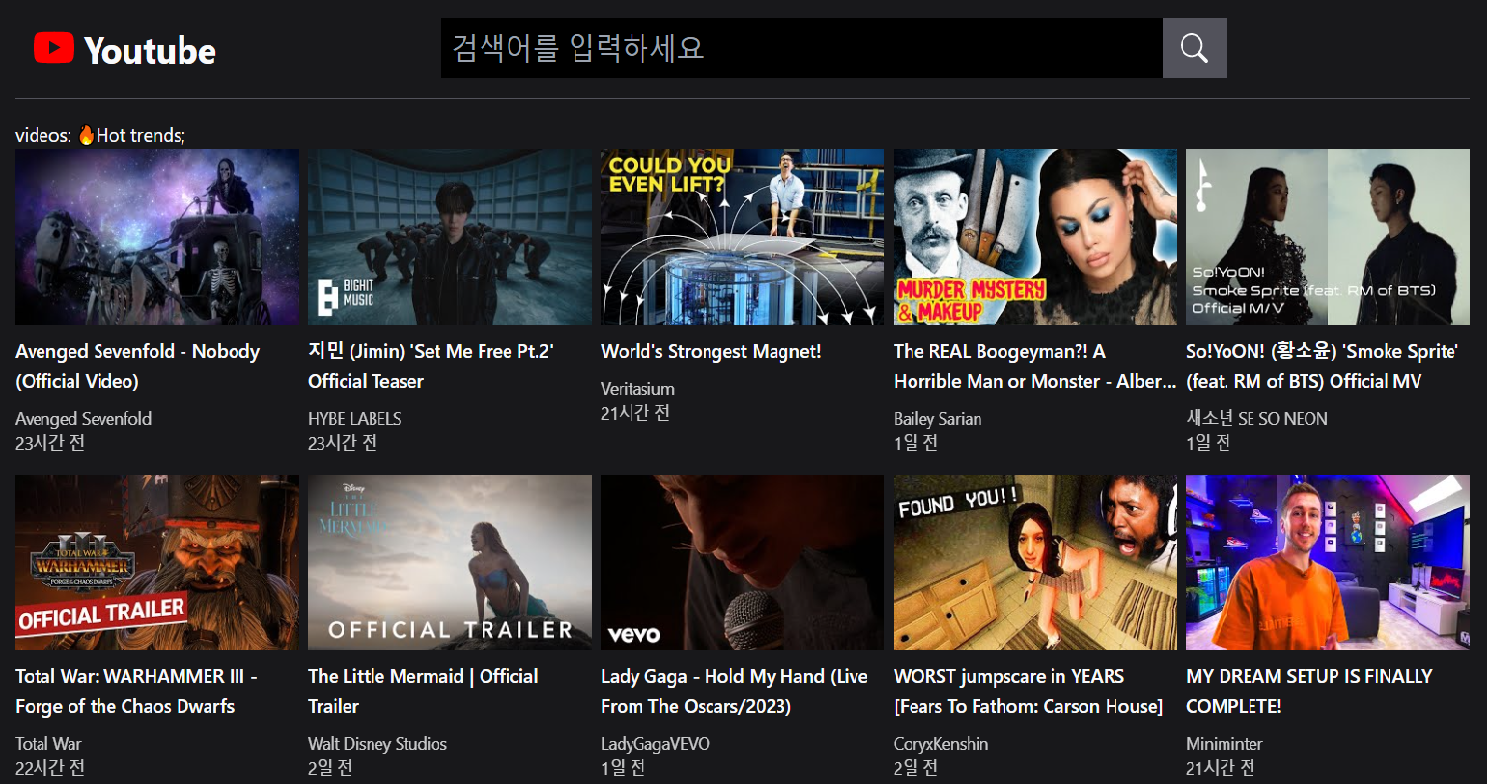 Youtube
검색어를 입력하세요
videos: 🔥Hot trends;
COULD YOU
EVEN LIFT?
BIGHIT
MUSIC
MURDER MYSTERY
& MAKEUP
So!YoON!
Smoke Sprite (feat. RM of BTS)
Official M/V
Avenged Sevenfold - Nobody
(Official Video)
Avenged Sevenfold
23시간 전
지민 (Jimin) 'Set Me Free Pt.2'
Official Teaser
HYBE LABELS
23시간 전
World's Strongest Magnet!
Veritasium
21시간 전
The REAL Boogeyman?! A
Horrible Man or Monster - Alber...
Bailey Sarian
1일 전
So!YoON! (황소윤) 'Smoke Sprite'
(feat. RM of BTS) Official MV
새소년 SE SO NEON
1일 전
TOTAL WAR
WARHAMMER
III
FORGE OF THE CHAOS DWARFS
OFFICIAL TRAILER
Disney
THE
LITTLE
MERMAID
OFFICIAL TRAILER
vevo
FOUND YOU!!
Total War: WARHAMMER III -
Forge of the Chaos Dwarfs
Total War
22시간 전
The Little Mermaid | Official
Trailer
Walt Disney Studios
2일 전
Lady Gaga - Hold My Hand (Live
From The Oscars/2023)
LadyGagaVEVO
1일 전
WORST jumpscare in YEARS
[Fears To Fathom: Carson House]
CoryxKenshin
2일 전
MY DREAM SETUP IS FINALLY
COMPLETE!
Miniminter
21시간 전